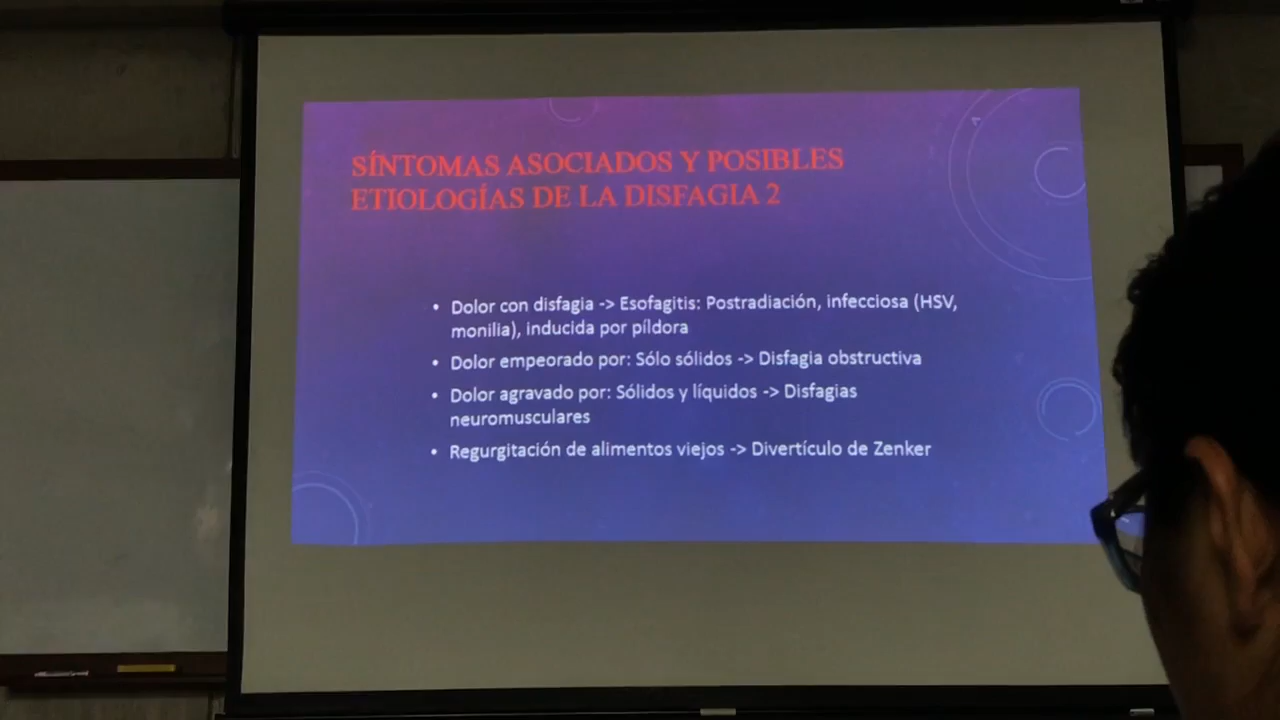 SÍNTOMAS ASOCIADOS Y POSIBLES
ETIOLOGÍAS DE LA DISFAGIA 2
• Dolor con disfagia -> Esofagitis: Postradiación, infecciosa (HSV,
monilia), inducida por píldora
• Dolor empeorado por: Sólo sólidos -> Disfagia obstructiva
• Dolor agravado por: Sólidos y líquidos -> Disfagias
neuromusculares
• Regurgitación de alimentos viejos -> Divertículo de Zenker